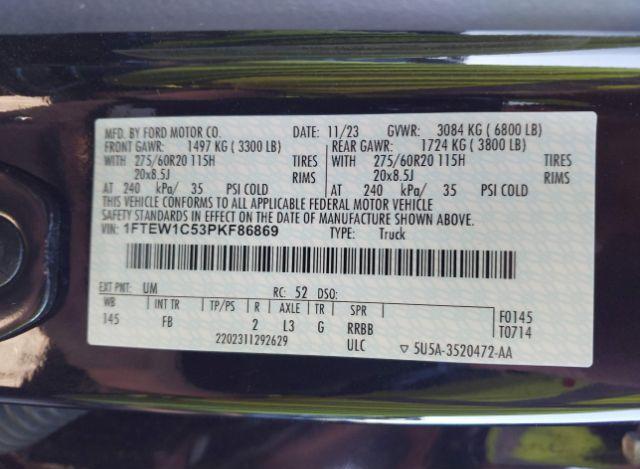 MFD. BY FORD MOTOR CO. DATE: 11/23 GVWR: 3084 KG ( 6800 LB)
FRONT GAWR: 1497 KG ( 3300 LB) REAR GAWR: 1724 KG ( 3800 LB)
WITH 275/60R20 115H TIRES WITH 275/60R20 115H TIRES
20x8.5J RIMS 20x8.5J RIMS
AT 240 kPa/ 35 PSI COLD AT 240 kPa/ 35 PSI COLD
THIS VEHICLE CONFORMS TO ALL APPLICABLE FEDERAL MOTOR VEHICLE
SAFETY STANDARDS IN EFFECT ON THE DATE OF MANUFACTURE SHOWN ABOVE.
VIN: 1FTEW1C53PKF86869 TYPE: Truck
EXT PNT: UM RC: 52 DSO:
WB INT TR TP/PS R AXLE TR SPR F0145
145 FB 2 L3 G RRBB T0714
2202311292629 ULC ▽ 5U5A-3520472-AA